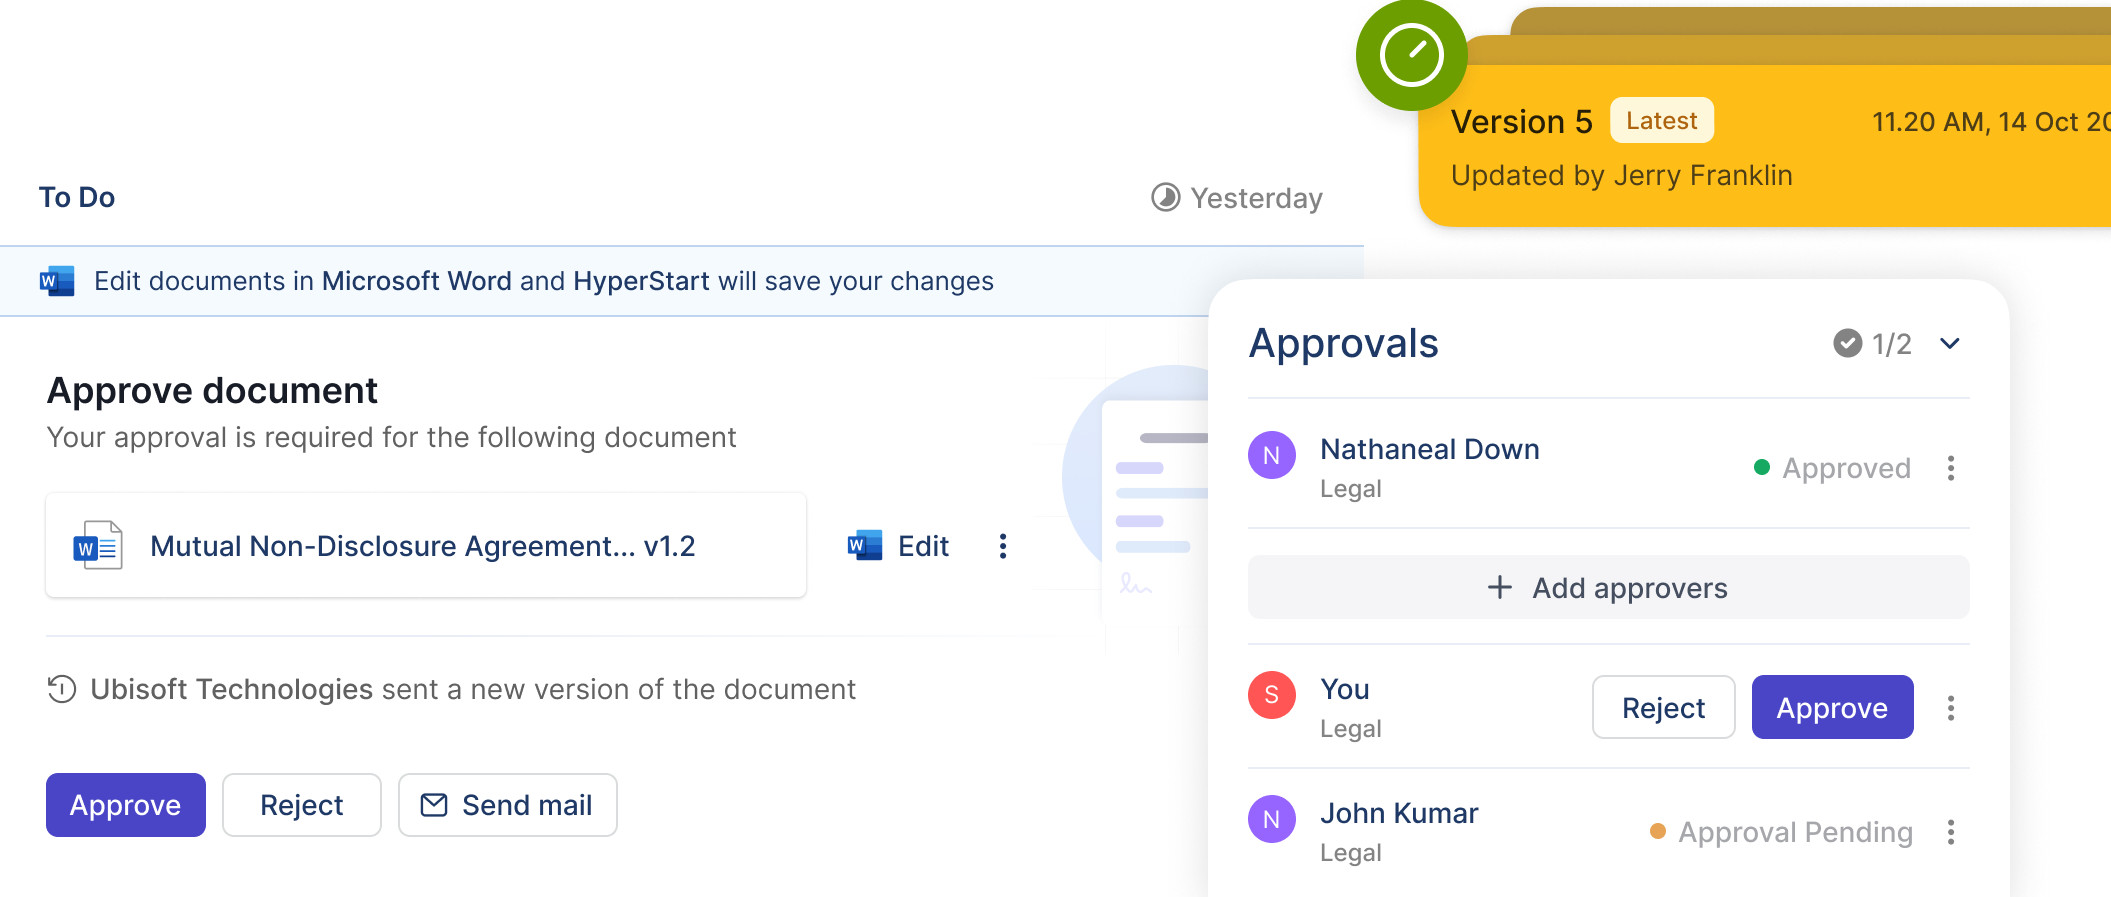 Version 5 Latest 11.20 AM, 14 Oct 20
Updated by Jerry Franklin
To Do
Yesterday
W Edit documents in Microsoft Word and HyperStart will save your changes
Approve document
Your approval is required for the following document
W Mutual Non-Disclosure Agreement... v1.2
W Edit
Ubisoft Technologies sent a new version of the document
Approve Reject Send mail
Approvals 1/2
N Nathaneal Down
Legal
Approved
+ Add approvers
S You
Legal
Reject Approve
N John Kumar
Legal
Approval Pending